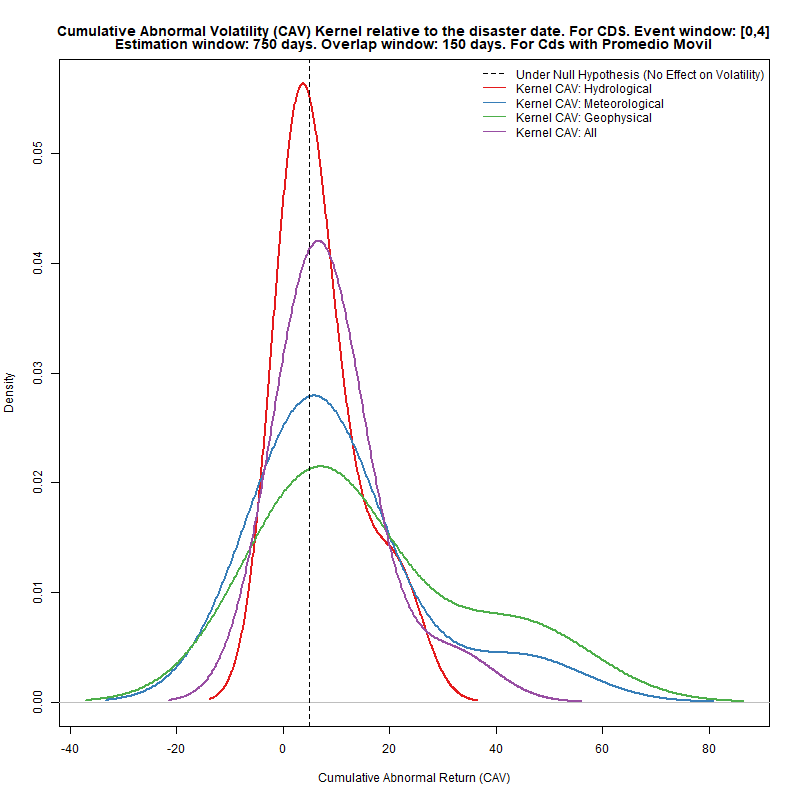 Cumulative Abnormal Volatility (CAV) Kernel relative to the disaster date. For CDS. Event window: [0,4]
Estimation window: 750 days. Overlap window: 150 days. For Cds with Promedio Movil
Under Null Hypothesis (No Effect on Volatility)
Kernel CAV: Hydrological
Kernel CAV: Meteorological
Kernel CAV: Geophysical
Kernel CAV: All
Density
0.05
0.04
0.03
0.02
0.01
0.00
-40 -20 0 20 40 60 80
Cumulative Abnormal Return (CAV)